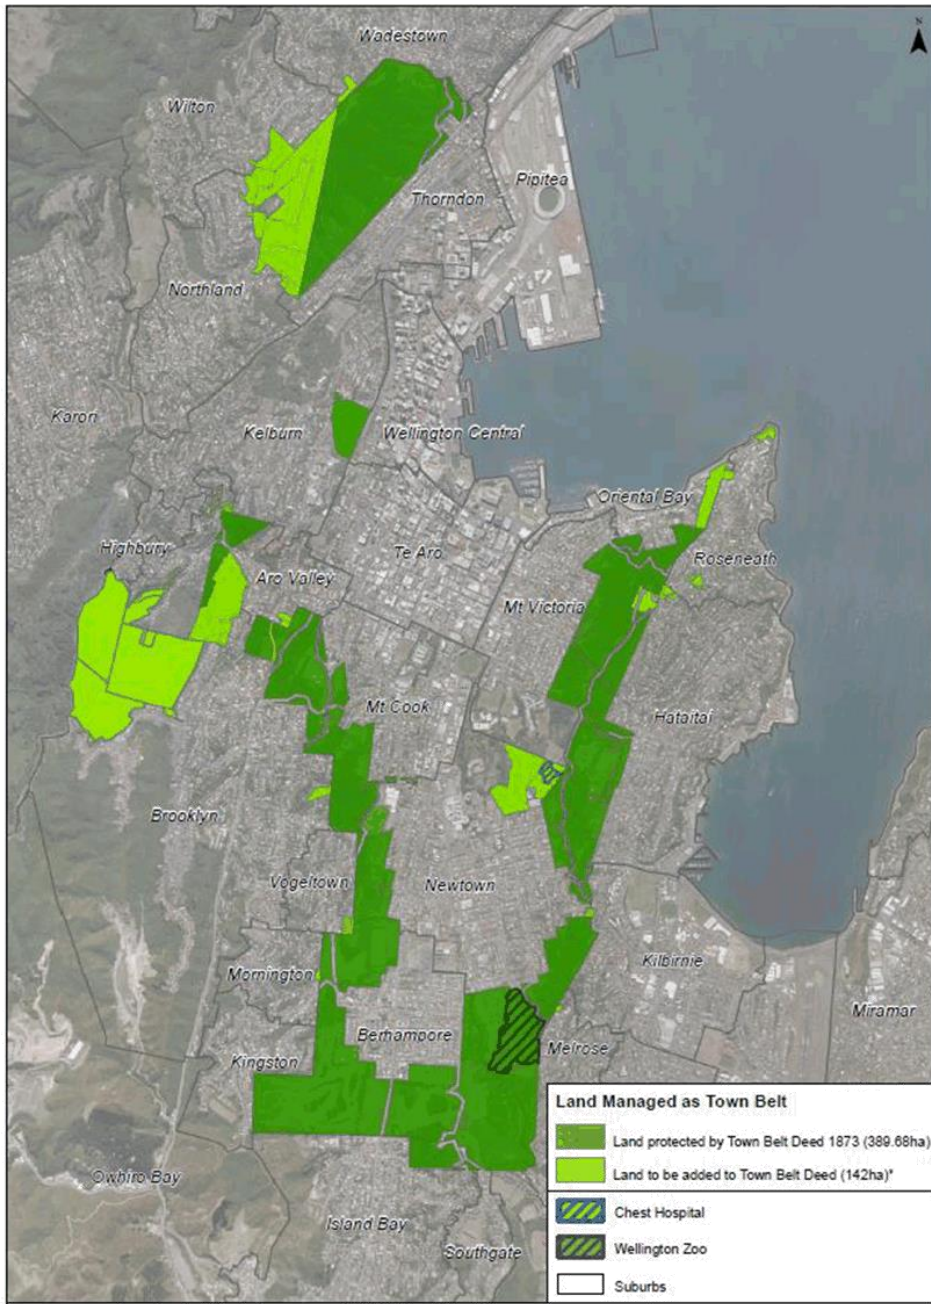 N
Wadestown
Wilton
Pipitea
Thorndon
Northland
Karori
Kelburn
Wellington Central
Oriental Bay
Highbury
Te Aro
Roseneath
Aro Valley
Mt Victoria
Mt Cook
Hataitai
Brooklyn
Vogeltown
Newtown
Mornington
Kilbirnie
Miramar
Berhampore
Melrose
Kingston
Owhiro Bay
Island Bay
Southgate
Land Managed as Town Belt
Land protected by Town Belt Deed 1873 (389.68ha)
Land to be added to Town Belt Deed (142ha)*
Chest Hospital
Wellington Zoo
Suburbs